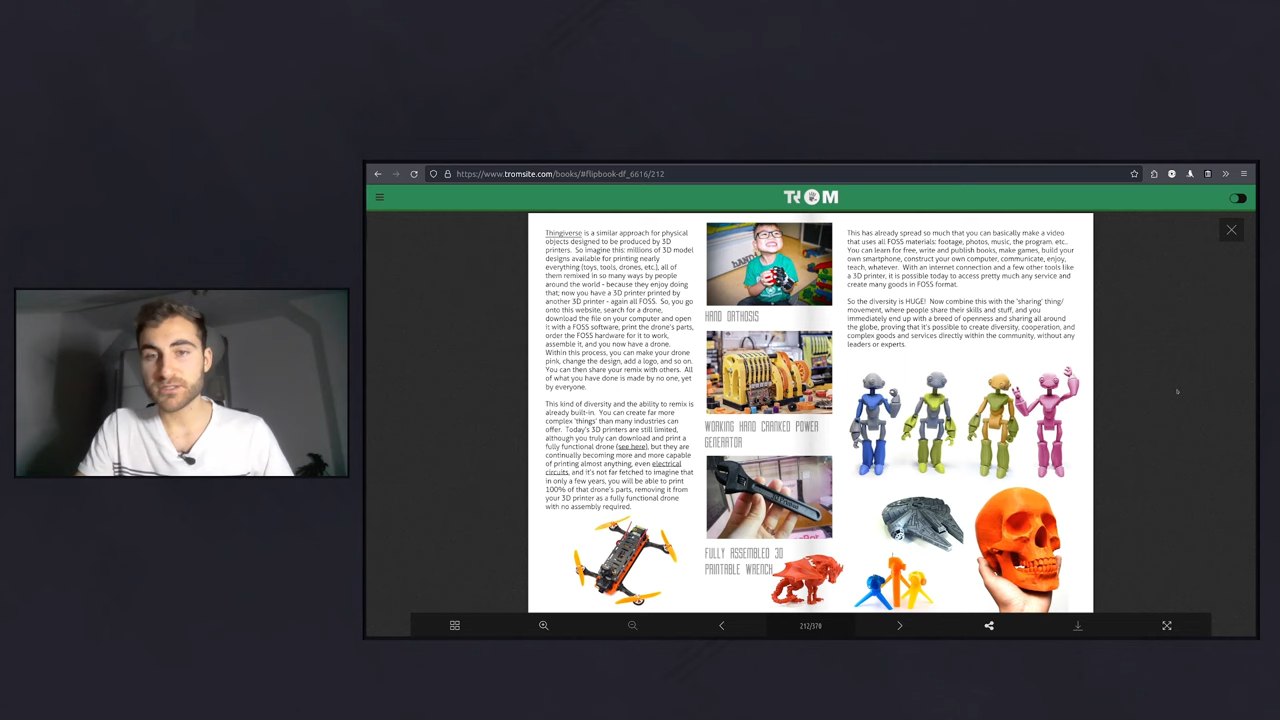 https://www.tromsite.com/books/#flipbook-df_6616/212
TROM
Thingiverse is a similar approach for physical
objects designed to be produced by 3D
printers. So imagine this: millions of 3D model
designs available for printing nearly
everything (toys, tools, drones, etc.), all of
them remixed in so many ways by people
around the world - because they enjoy doing
that; now you have a 3D printer printed by
another 3D printer - again all FOSS. So, you go
onto this website, search for a drone,
download the file on your computer and open
it with a FOSS software, print the drone's parts,
order the FOSS hardware for it to work,
assemble it, and you now have a drone.
Within this process, you can make your drone
pink, change the design, add a logo, and so on.
You can then share your remix with others. All
of what you have done is made by no one, yet
by everyone.
This kind of diversity and the ability to remix is
already built-in. You can create far more
complex 'things' than many industries can
offer. Today's 3D printers are still limited,
although you truly can download and print a
fully functional drone (see here), but they are
continually becoming more and more capable
of printing almost anything, even electrical
circuits, and it's not far fetched to imagine that
in only a few years, you will be able to print
100% of that drone's parts, removing it from
your 3D printer as a fully functional drone
with no assembly required.
HAND ORTHOSIS
WORKING HAND CRANKED POWER
GENERATOR
FULLY ASSEMBLED 3D
PRINTABLE WRENCH
This has already spread so much that you can basically make a video
that uses all FOSS materials: footage, photos, music, the program, etc..
You can learn for free, write and publish books, make games, build your
own smartphone, construct your own computer, communicate, enjoy,
teach, whatever. With an internet connection and a few other tools like
a 3D printer, it is possible today to access pretty much any service and
create many goods in FOSS format.
So the diversity is HUGE! Now combine this with the 'sharing' thing/
movement, where people share their skills and stuff, and you
immediately end up with a breed of openness and sharing all around
the globe, proving that it's possible to create diversity, cooperation, and
complex goods and services directly within the community, without any
leaders or experts.
212/370